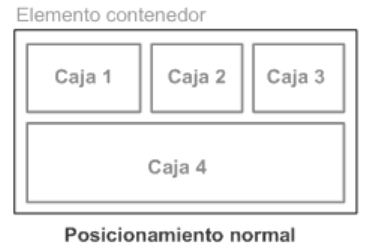 Elemento contenedor
Caja 1 Caja 2 Caja 3
Caja 4
Posicionamiento normal